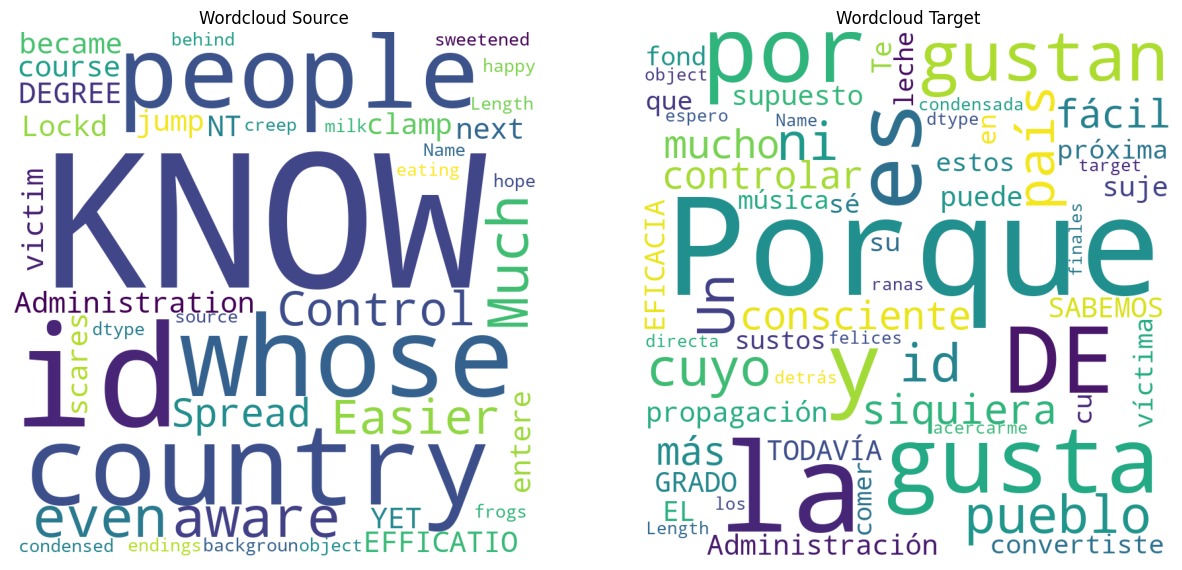 Wordcloud Source
became behind sweetened
course people happy
DEGREE Length
Lockd jump NT creep milk clamp next
Name
KNOW eating
victim hope
Much
Administration Control
source
dtype
id whose
scares
Spread Easier
entere
country
even aware YET frogs
condensed endings backgrounobject EFFICATIO
Wordcloud Target
fond por Te leche gustan
object
que supuesto condensada fácil
espero Name dtype en país
mucho ni es próxima
controlar estos target
música sé puede suje
Porque
EFICACIA su finales
ranas
Un consciente SABEMOS
directa sustos felices
cuyo detrás y id DE cu víctima
propagación siquiera
acercarme
más TODAVÍA gusta
GRADO la comer
EL los pueblo
Length
Administración convertiste